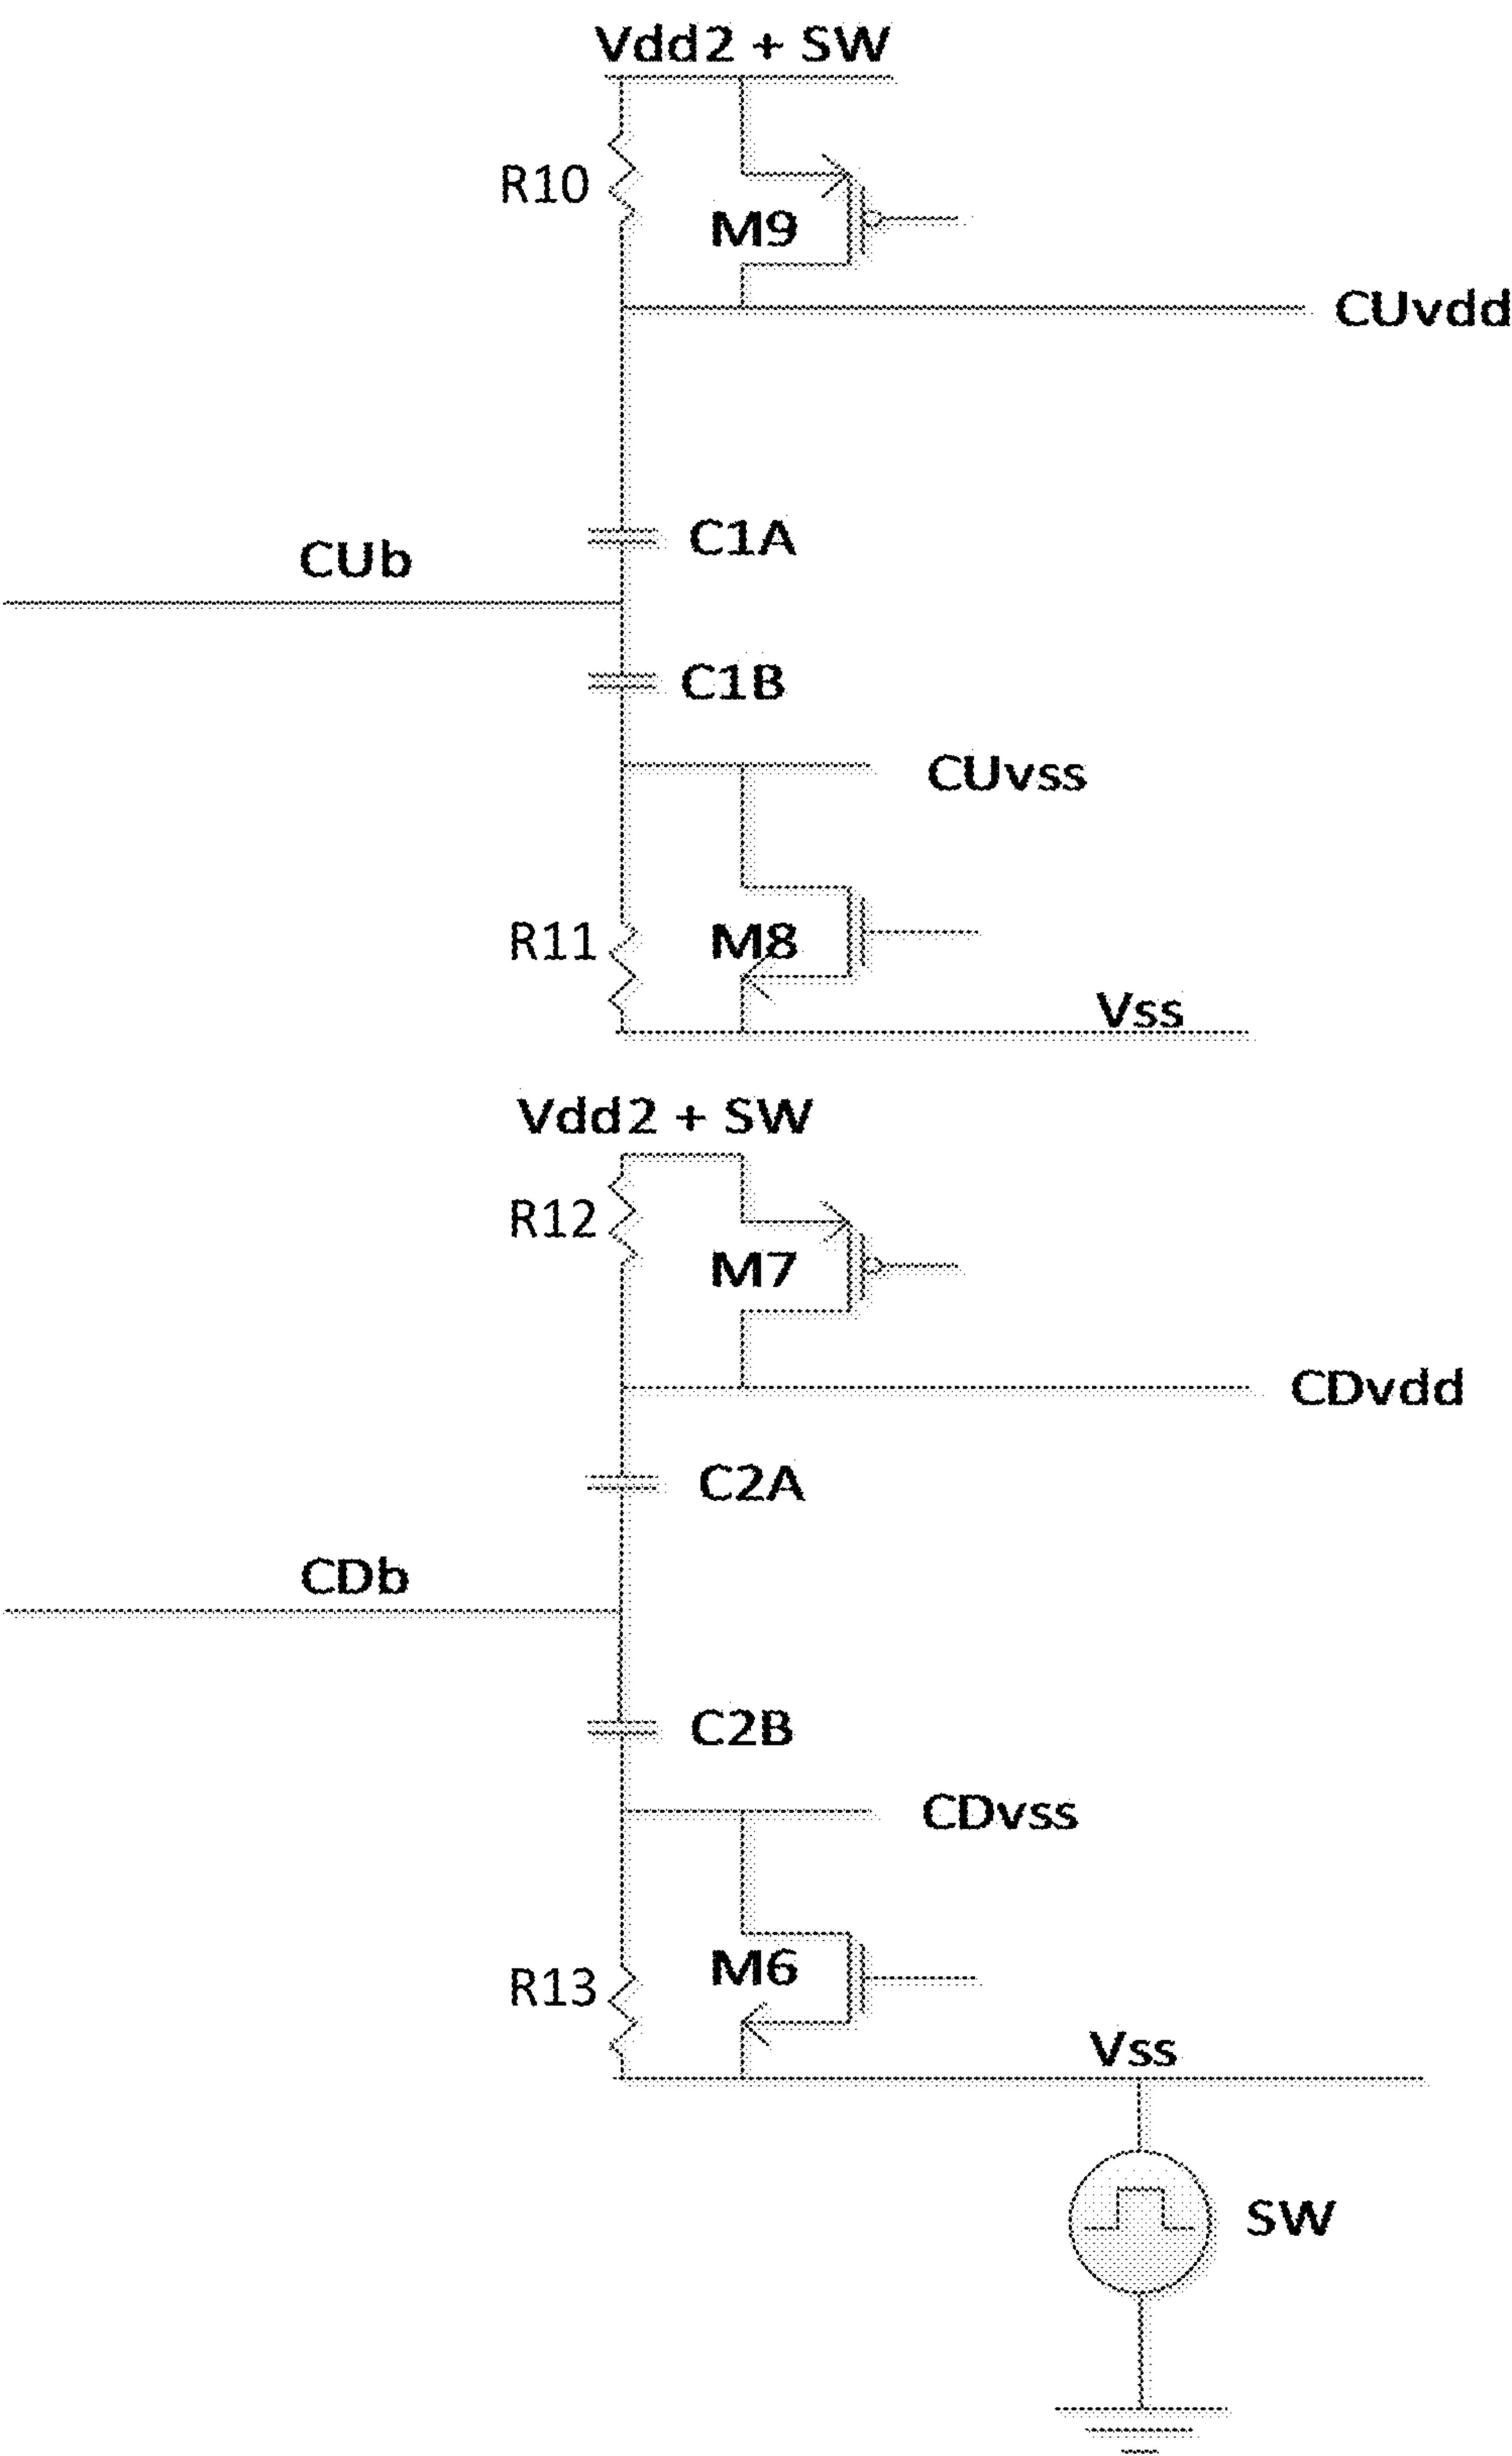 Vdd2 + SW
R10
M9
CUvdd
C1A
CUb
C1B
CUvss
R11
M8
Vss
Vdd2 + SW
R12
M7
CDvdd
C2A
CDb
C2B
CDvss
M6
R13
Vss
SW